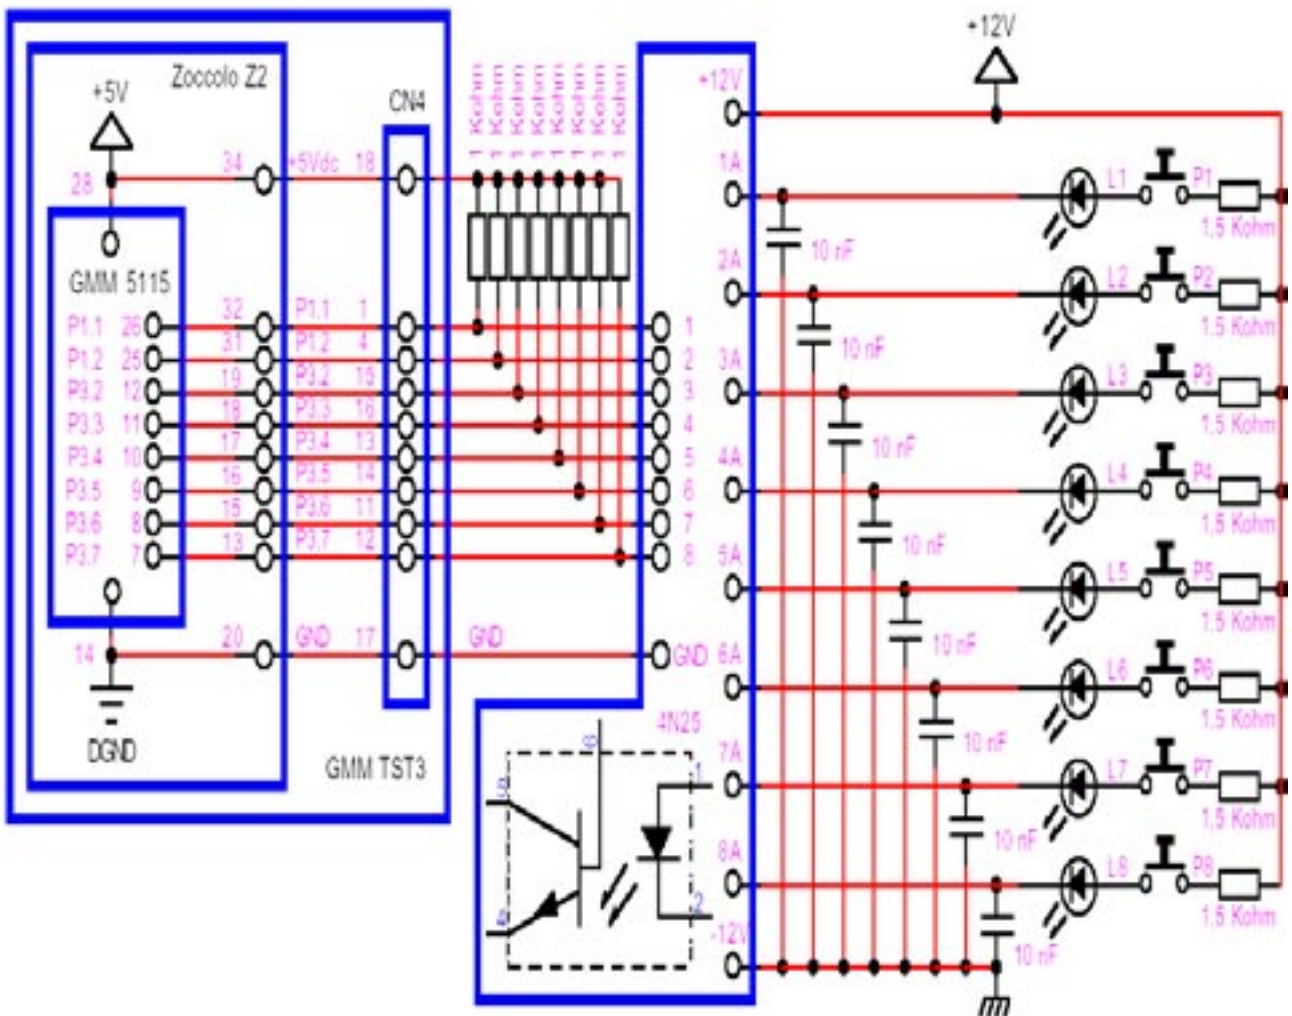 Zoccolo Z2
+5V
CN4
34 +5Vdc 18
28
GMM 5115
P1.1 26 32 P1.1 1
P1.2 25 31 P1.2 4
P3.2 12 19 P3.2 15
P3.3 11 18 P3.3 16
P3.4 10 17 P3.4 13
P3.5 9 16 P3.5 14
P3.6 8 15 P3.6 11
P3.7 7 13 P3.7 12
14 20 GND 17 GND
DGND
GMM TST3
1 Kohm
1 Kohm
1 Kohm
1 Kohm
1 Kohm
1 Kohm
1 Kohm
1 Kohm
1
2
3
4
5
6
7
8
GND
+12V
1A
2A
3A
4A
5A
6A
7A
8A
-12V
4N25
5
6
4
1
2
+12V
L1 P1
1,5 Kohm
10 nF
L2 P2
1,5 Kohm
10 nF
L3 P3
1,5 Kohm
10 nF
L4 P4
1,5 Kohm
10 nF
L5 P5
1,5 Kohm
10 nF
L6 P6
1,5 Kohm
10 nF
L7 P7
1,5 Kohm
10 nF
L8 P8
1,5 Kohm
10 nF